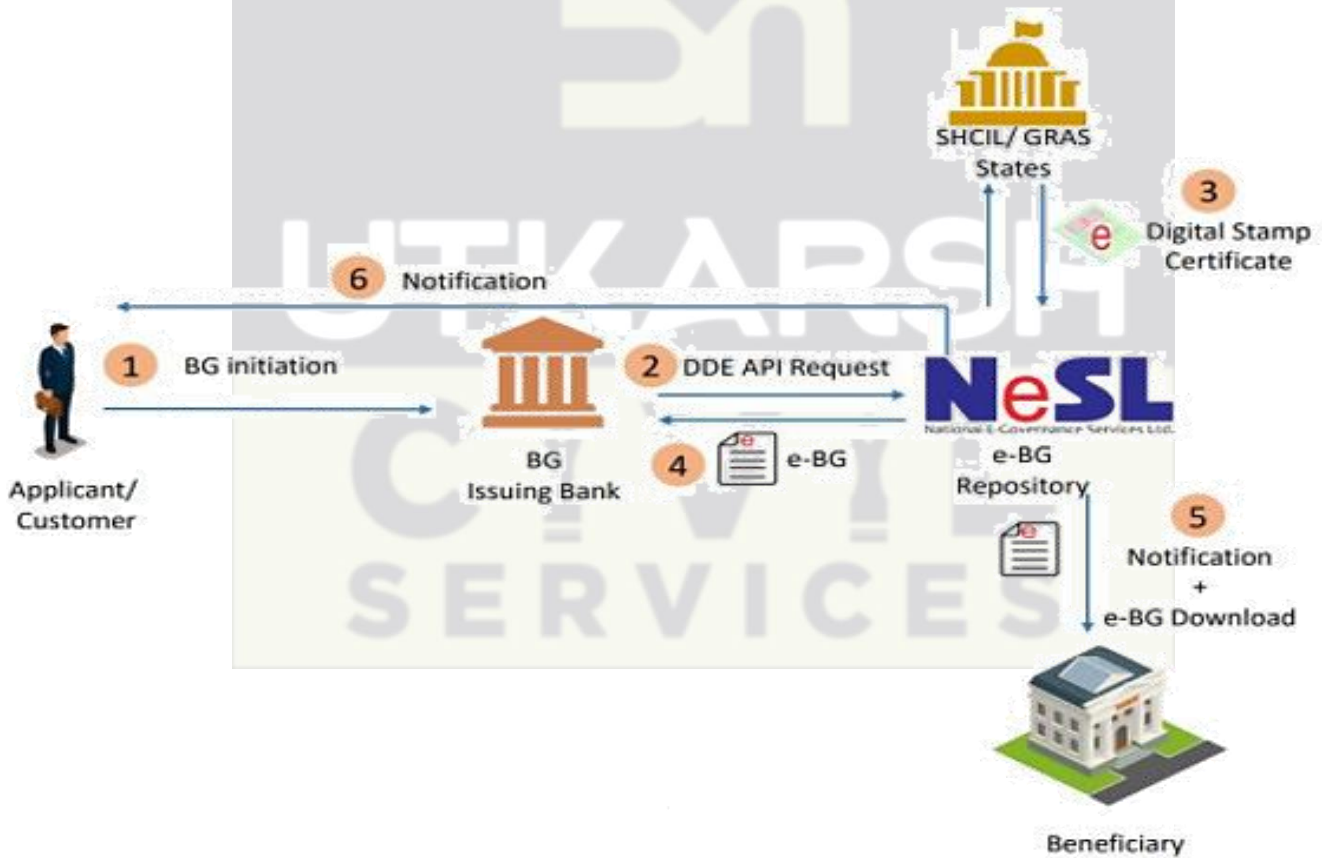 SHCIL/ GRAS
States
3
Digital Stamp
Certificate
e
6 Notification
1 BG initiation
2 DDE API Request
NeSL
National E-Governance Services Ltd.
e-BG
Repository
BG
Issuing Bank
4 e e-BG
Applicant/
Customer
5
Notification
+
e-BG Download
e
Beneficiary
UTKARSH
CIVIL
SERVICES